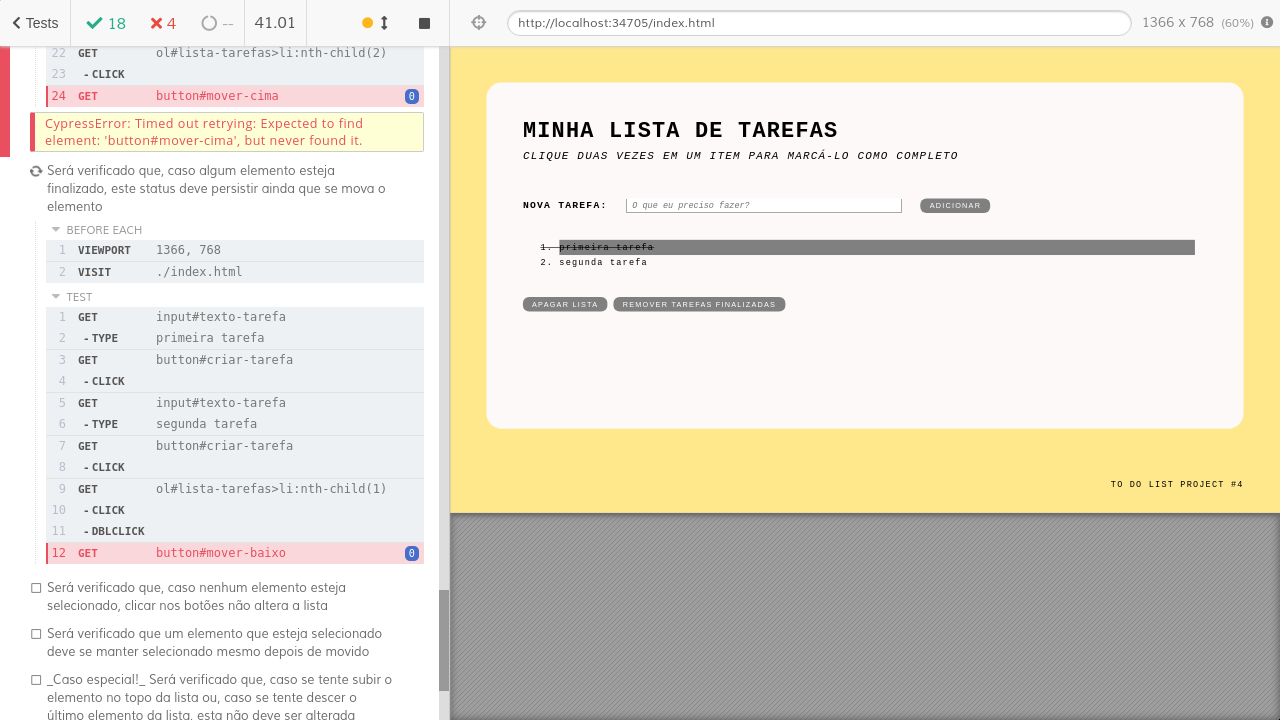 Tests 18 4 -- 41.01
http://localhost:34705/index.html 1366 x 768 (60%)
22 GET ol#lista-tarefas>li:nth-child(2)
23 - CLICK
24 GET button#mover-cima 0
CypressError: Timed out retrying: Expected to find
element: 'button#mover-cima', but never found it.
Será verificado que, caso algum elemento esteja
finalizado, este status deve persistir ainda que se mova o
elemento
BEFORE EACH
1 VIEWPORT 1366, 768
2 VISIT ./index.html
TEST
1 GET input#texto-tarefa
2 - TYPE primeira tarefa
3 GET button#criar-tarefa
4 - CLICK
5 GET input#texto-tarefa
6 - TYPE segunda tarefa
7 GET button#criar-tarefa
8 - CLICK
9 GET ol#lista-tarefas>li:nth-child(1)
10 - CLICK
11 - DBLCLICK
12 GET button#mover-baixo 0
Será verificado que, caso nenhum elemento esteja
selecionado, clicar nos botões não altera a lista
Será verificado que um elemento que esteja selecionado
deve se manter selecionado mesmo depois de movido
_Caso especial!_ Será verificado que, caso se tente subir o
elemento no topo da lista ou, caso se tente descer o
último elemento da lista, esta não deve ser alterada
MINHA LISTA DE TAREFAS
CLIQUE DUAS VEZES EM UM ITEM PARA MARCÁ-LO COMO COMPLETO
NOVA TAREFA: O que eu preciso fazer? ADICIONAR
1. primeira tarefa
2. segunda tarefa
APAGAR LISTA REMOVER TAREFAS FINALIZADAS
TO DO LIST PROJECT #4